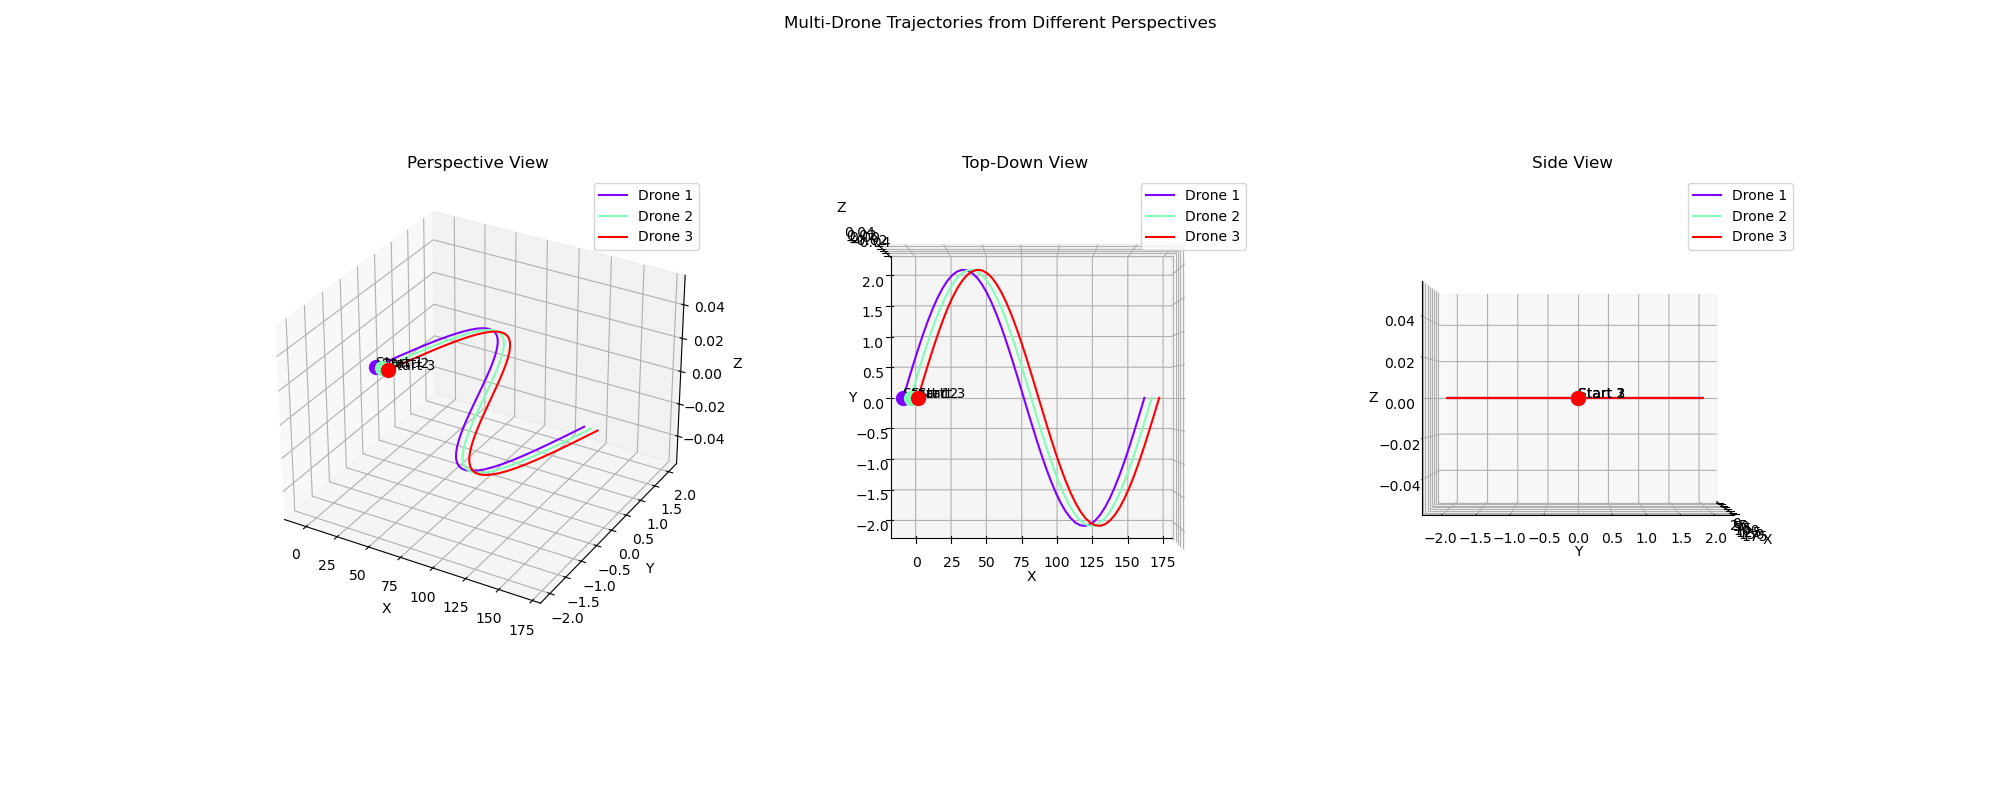 Multi-Drone Trajectories from Different Perspectives
Perspective View
Drone 1
Drone 2
Drone 3
0.04
0.02
0.00
−0.02
−0.04
Z
Start 3
2.0
1.5
1.0
0.5
0.0
−0.5
−1.0
−1.5
−2.0
Y
0
25
50
75
100
125
150
175
X
Top-Down View
Drone 1
Drone 2
Drone 3
Z
2.0
1.5
1.0
0.5
0.0
−0.5
−1.0
−1.5
−2.0
Y
0 25 50 75 100 125 150 175
X
Side View
Drone 1
Drone 2
Drone 3
0.04
0.02
0.00
−0.02
−0.04
Z
−2.0 −1.5 −1.0 −0.5 0.0 0.5 1.0 1.5 2.0
Y
X